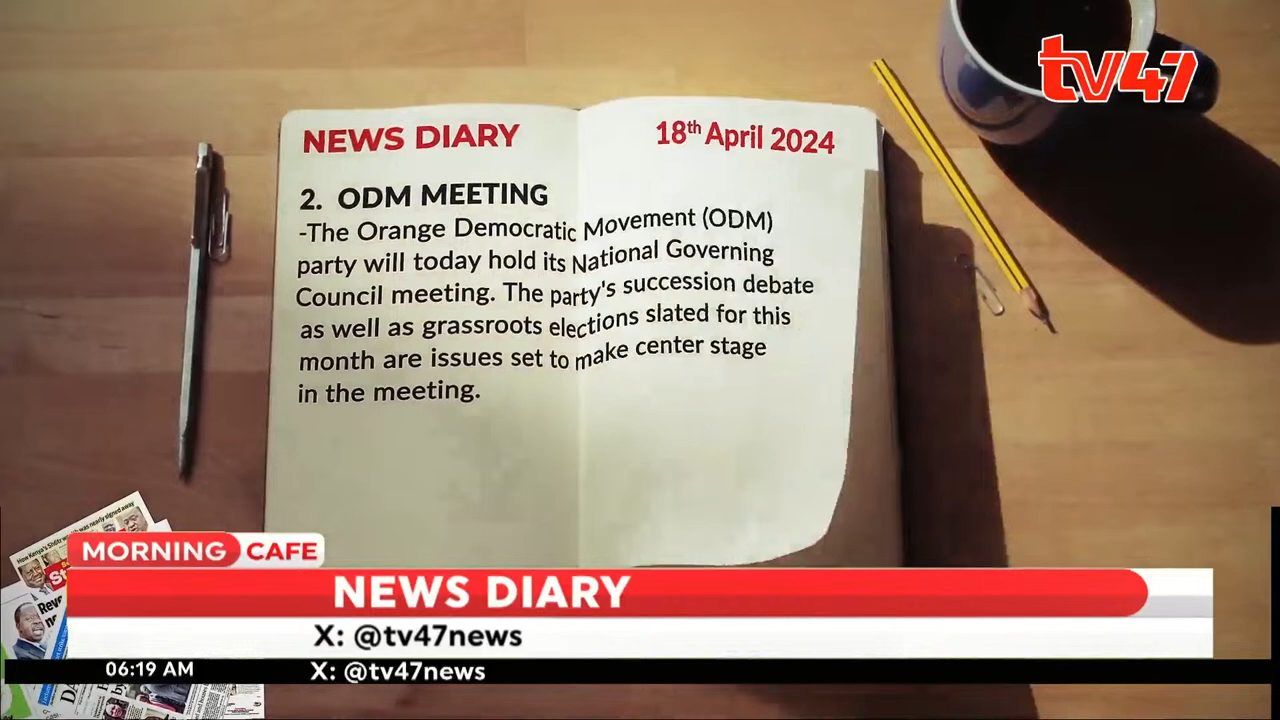 tv47
NEWS DIARY
18th April 2024
2. ODM MEETING
-The Orange Democratic Movement (ODM)
party will today hold its National Governing
Council meeting. The party's succession debate
as well as grassroots elections slated for this
month are issues set to make center stage
in the meeting.
MORNING CAFE
NEWS DIARY
X: @tv47news
06:19 AM
X: @tv47news